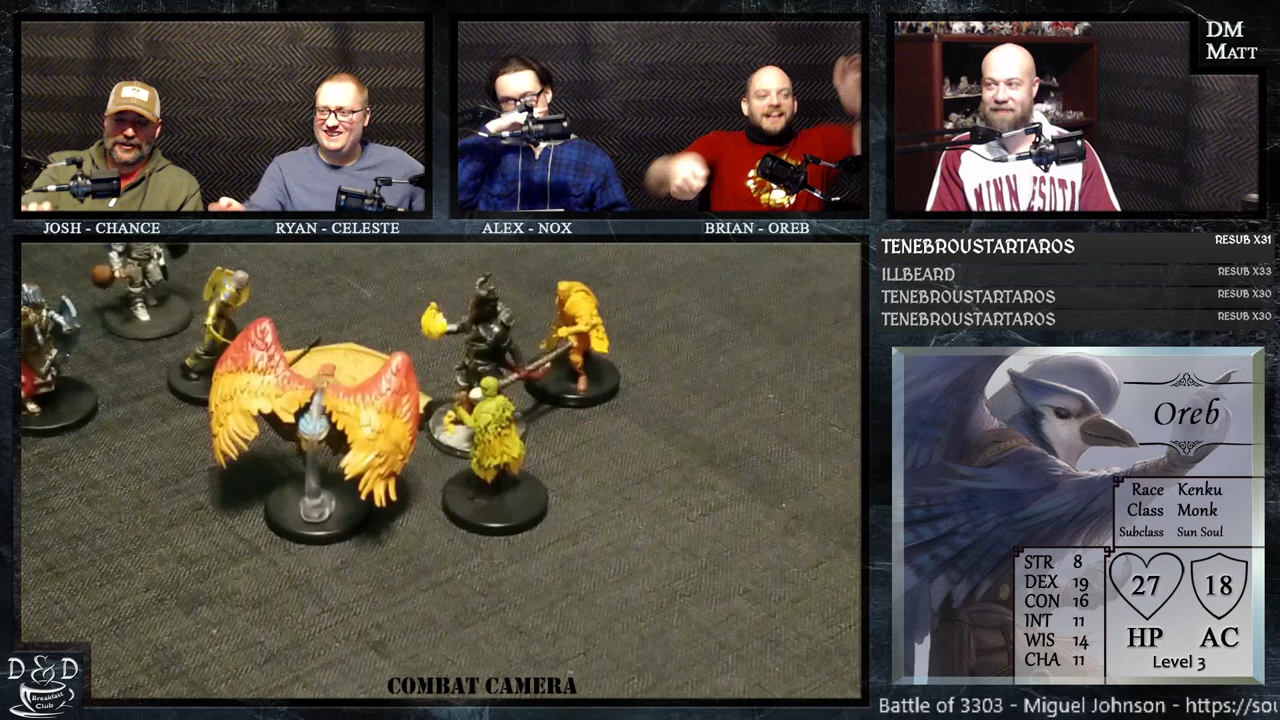 DM
MATT
MINNESOTA
JOSH - CHANCE
RYAN - CELESTE
ALEX - NOX
BRIAN - OREB
TENEBROUSTARTAROS RESUB X31
ILLBEARD RESUB X33
TENEBROUSTARTAROS RESUB X30
TENEBROUSTARTAROS RESUB X30
Oreb
Race Kenku
Class Monk
Subclass Sun Soul
STR 8
DEX 19
CON 16
INT 11
WIS 14
CHA 11
27
HP
18
AC
Level 3
COMBAT CAMERA
D & D
Breakfast
Club
Battle of 3303 - Miguel Johnson - https://sou